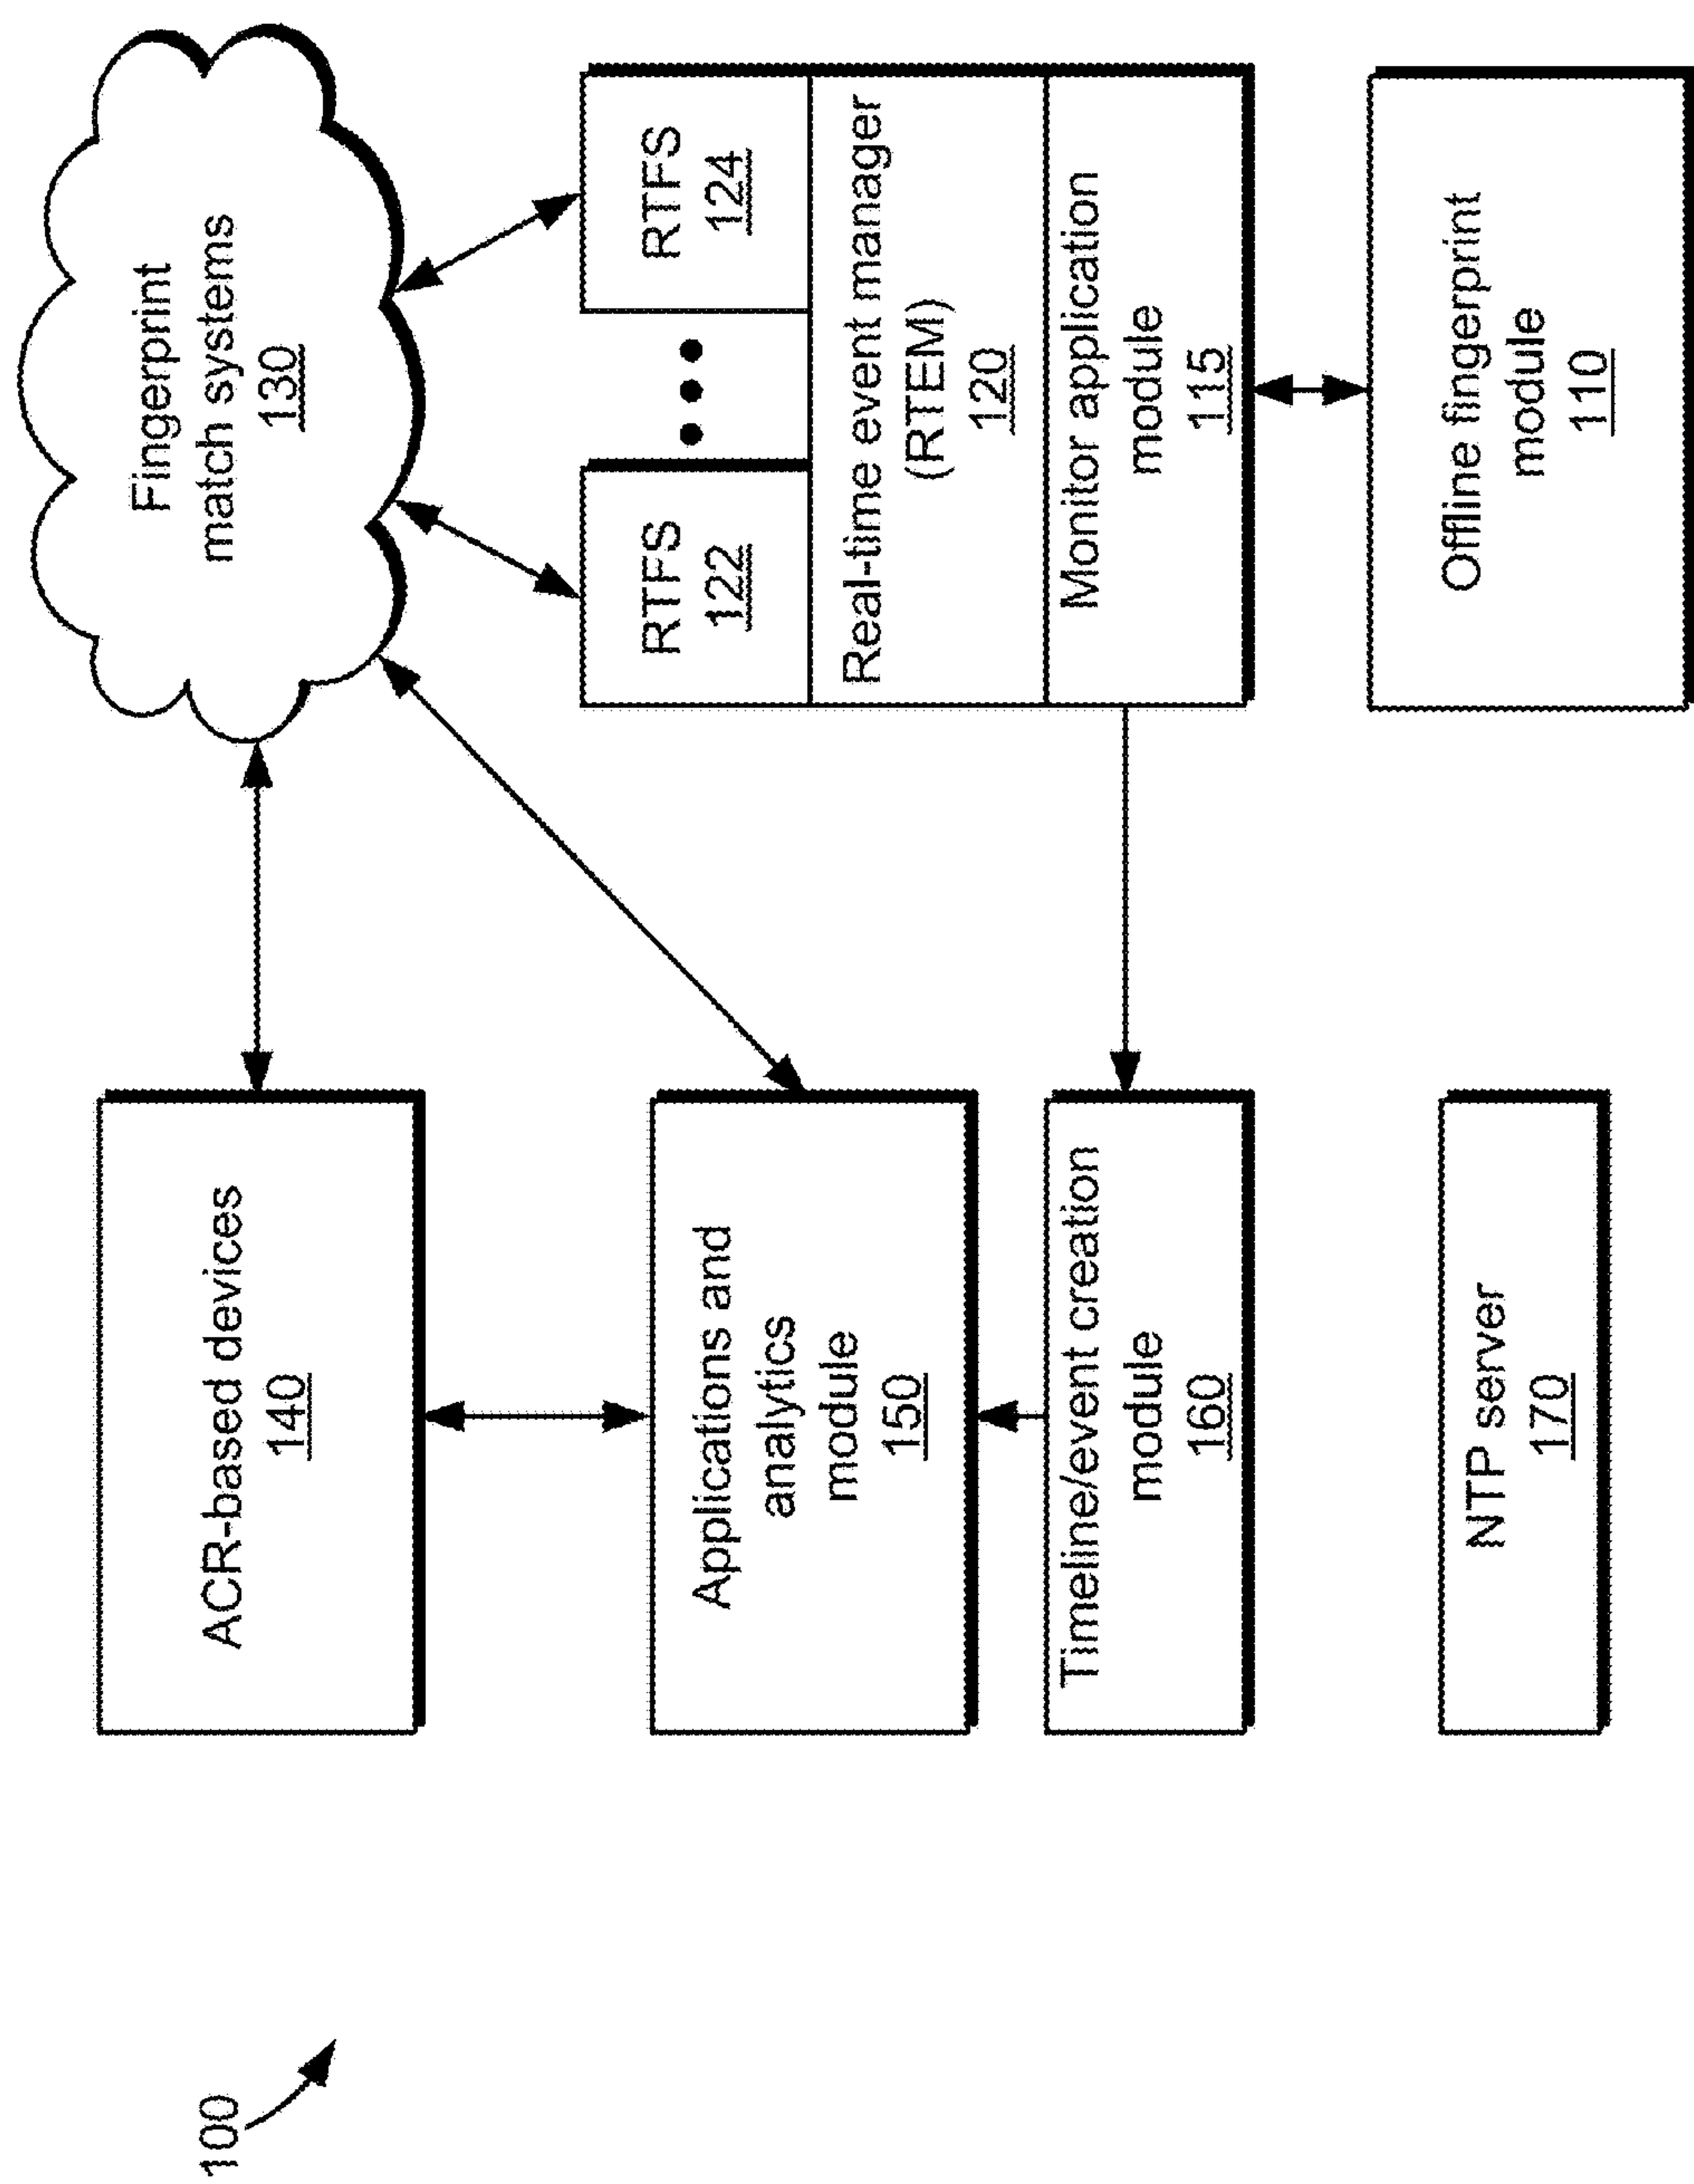 100
ACR-based devices
140
Fingerprint
match systems
130
Applications and
analytics
module
150
RTFS
122
RTFS
124
Real-time event manager
(RTEM)
120
Timeline/event creation
module
160
Monitor application
module
115
NTP server
170
Offline fingerprint
module
110